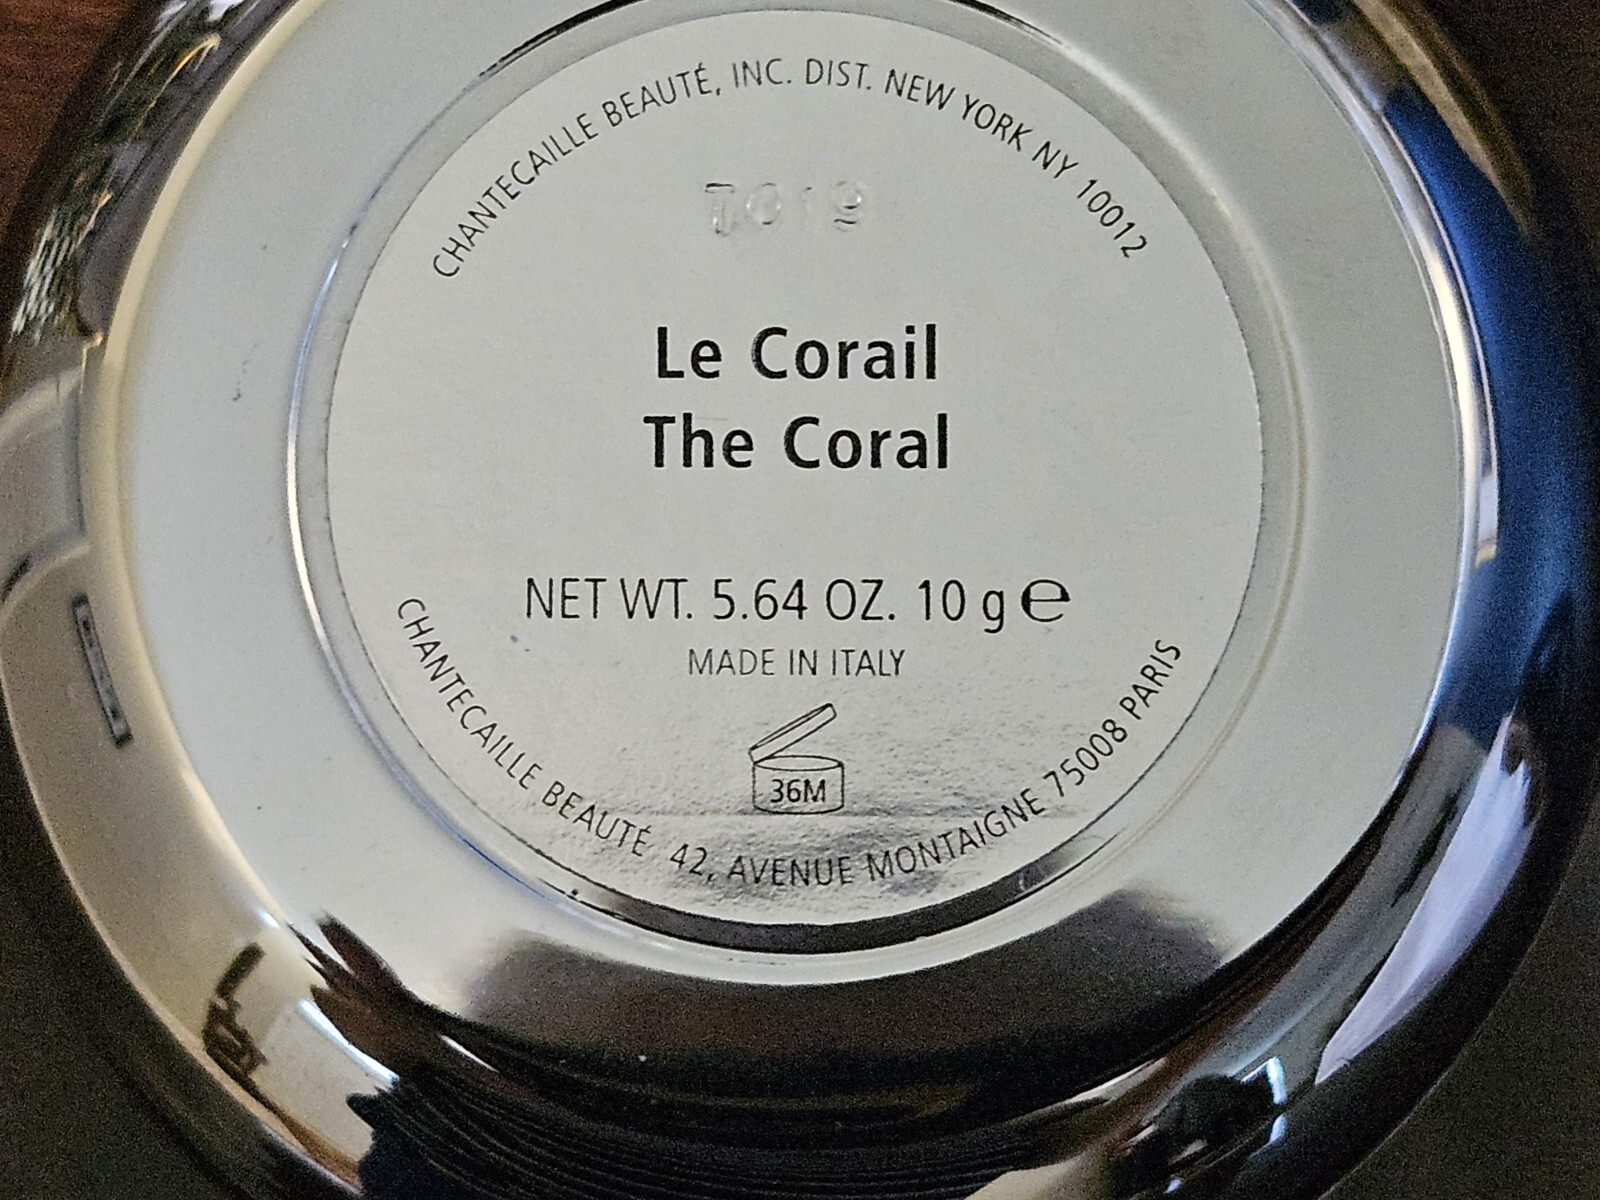 CHANTECAILLE BEAUTÉ, INC. DIST. NEW YORK NY 10012
Le Corail
The Coral
NET WT. 5.64 OZ. 10 g e
MADE IN ITALY
36M
CHANTECAILLE BEAUTÉ 42, AVENUE MONTAIGNE 75008 PARIS